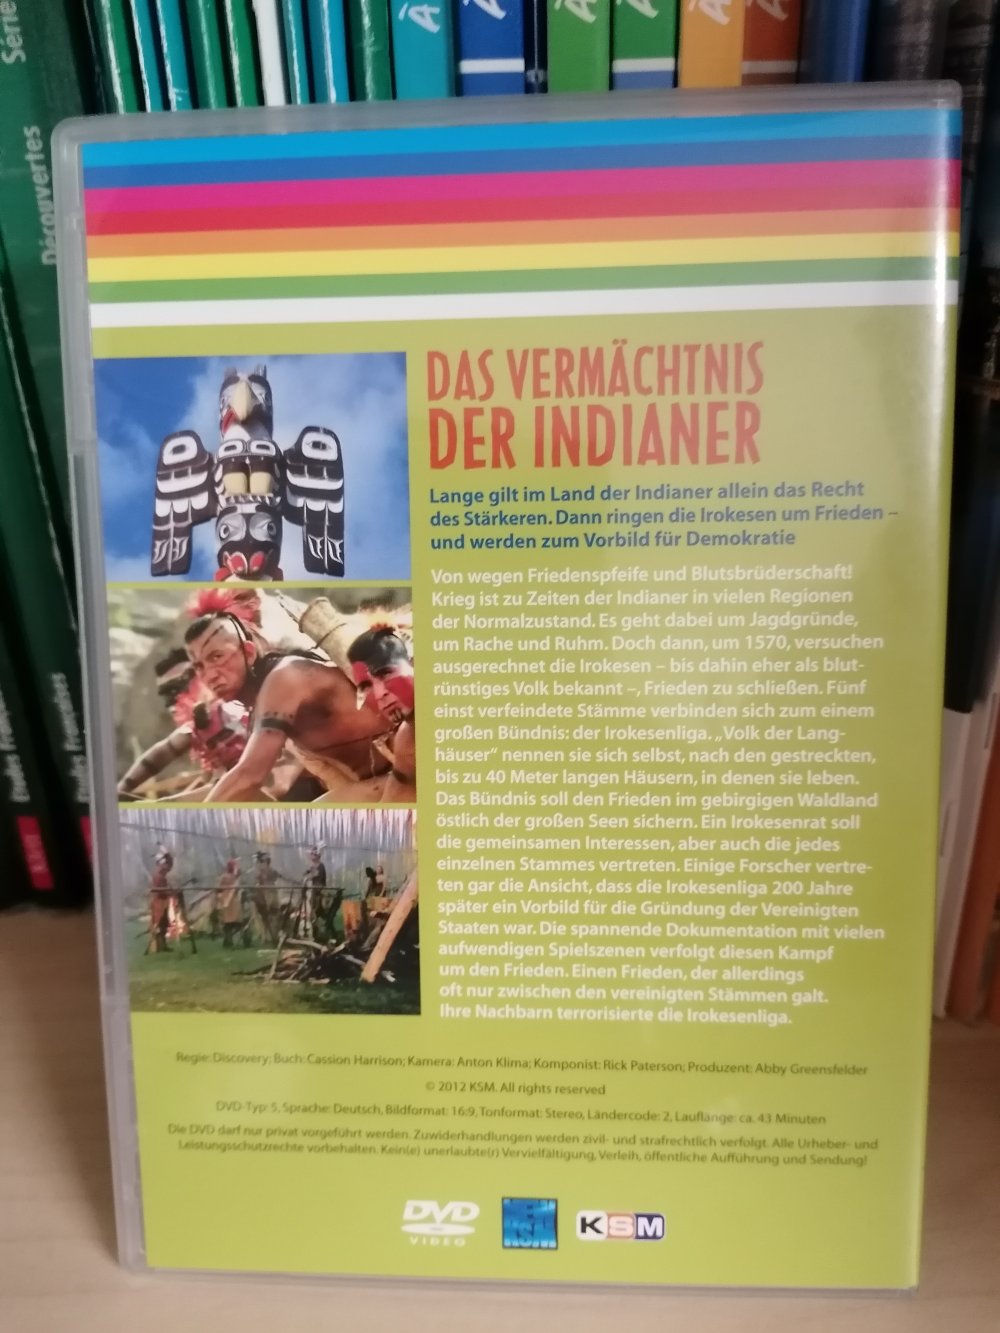 Série
Découvertes
Etudes Françaises
DAS VERMÄCHTNIS
DER INDIANER
Lange gilt im Land der Indianer allein das Recht
des Stärkeren. Dann ringen die Irokesen um Frieden –
und werden zum Vorbild für Demokratie
Von wegen Friedenspfeife und Blutsbrüderschaft!
Krieg ist zu Zeiten der Indianer in vielen Regionen
der Normalzustand. Es geht dabei um Jagdgründe,
um Rache und Ruhm. Doch dann, um 1570, versuchen
ausgerechnet die Irokesen – bis dahin eher als blut-
rünstiges Volk bekannt –, Frieden zu schließen. Fünf
einst verfeindete Stämme verbinden sich zum einem
großen Bündnis: der Irokesenliga. „Volk der Lang-
häuser“ nennen sie sich selbst, nach den gestreckten,
bis zu 40 Meter langen Häusern, in denen sie leben.
Das Bündnis soll den Frieden im gebirgigen Waldland
östlich der großen Seen sichern. Ein Irokesenrat soll
die gemeinsamen Interessen, aber auch die jedes
einzelnen Stammes vertreten. Einige Forscher vertre-
ten gar die Ansicht, dass die Irokesenliga 200 Jahre
später ein Vorbild für die Gründung der Vereinigten
Staaten war. Die spannende Dokumentation mit vielen
aufwendigen Spielszenen verfolgt diesen Kampf
um den Frieden. Einen Frieden, der allerdings
oft nur zwischen den vereinigten Stämmen galt.
Ihre Nachbarn terrorisierte die Irokesenliga.
Regie: Discovery; Buch: Cassion Harrison; Kamera: Anton Klima; Komponist: Rick Paterson; Produzent: Abby Greensfelder
© 2012 KSM. All rights reserved
DVD-Typ: 5, Sprache: Deutsch, Bildformat: 16:9, Tonformat: Stereo, Ländercode: 2, Lauflänge: ca. 43 Minuten
Die DVD darf nur privat vorgeführt werden. Zuwiderhandlungen werden zivil- und strafrechtlich verfolgt. Alle Urheber- und
Leistungsschutzrechte vorbehalten. Kein(e) unerlaubte(r) Vervielfältigung, Verleih, öffentliche Aufführung und Sendung!
DVD
VIDEO
NEW
KSM
KSM